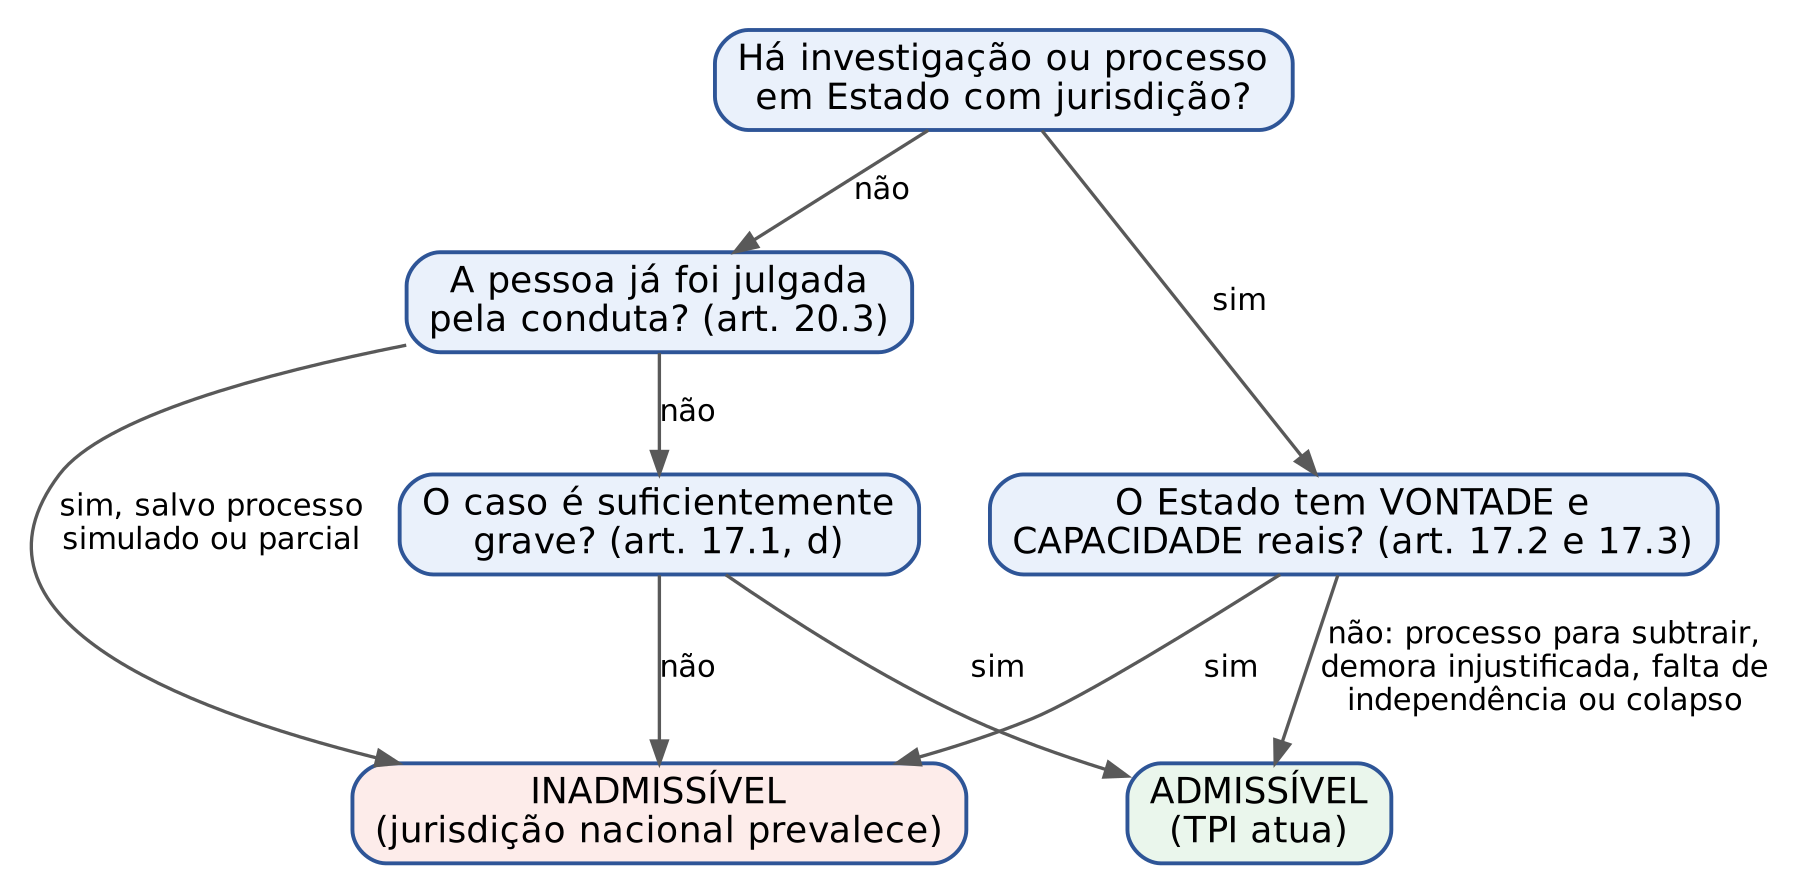 Há investigação ou processo
em Estado com jurisdição?
não
sim
A pessoa já foi julgada
pela conduta? (art. 20.3)
não
sim, salvo processo
simulado ou parcial
O caso é suficientemente
grave? (art. 17.1, d)
O Estado tem VONTADE e
CAPACIDADE reais? (art. 17.2 e 17.3)
não
sim
sim
não: processo para subtrair,
demora injustificada, falta de
independência ou colapso
INADMISSÍVEL
(jurisdição nacional prevalece)
ADMISSÍVEL
(TPI atua)